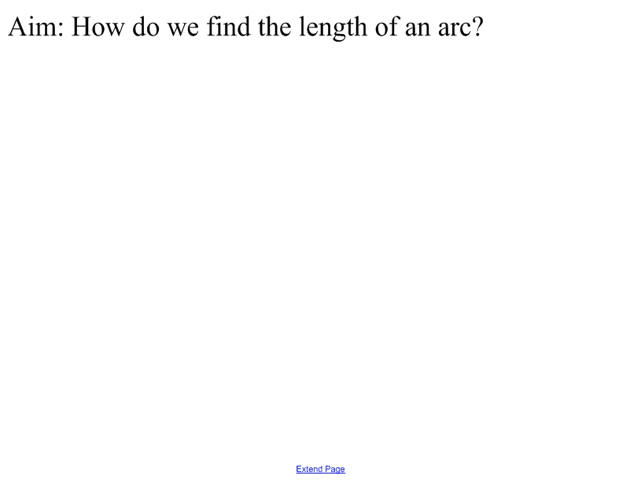 Aim: How do we find the length of an arc?
Extend Page